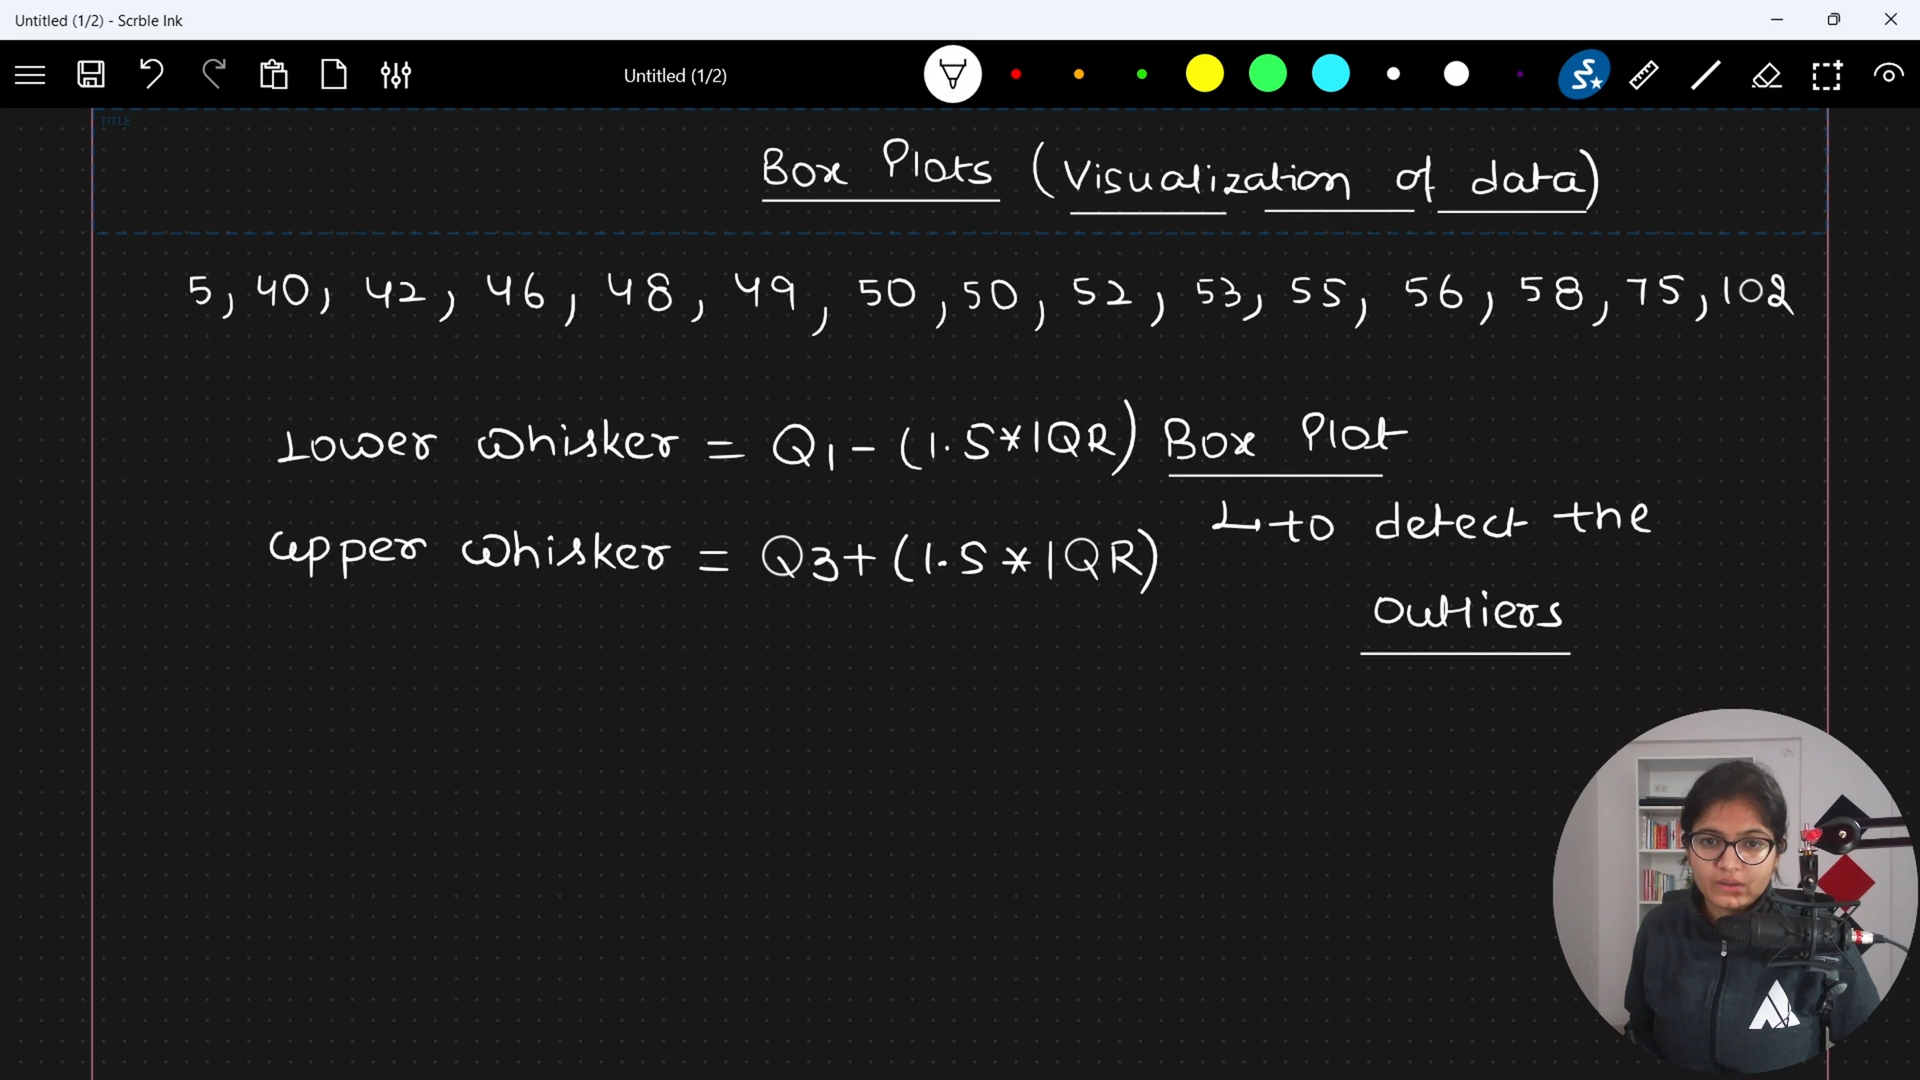 Untitled (1/2) - Scrble Ink
Untitled (1/2)
TITLE
Box Plots (Visualization of data)
5, 40, 42, 46, 48, 49, 50, 50, 52, 53, 55, 56, 58, 75, 102
Lower whisker = Q1 - (1.5*IQR)
Upper whisker = Q3 + (1.5*IQR)
Box Plot
↳ to detect the
Outliers